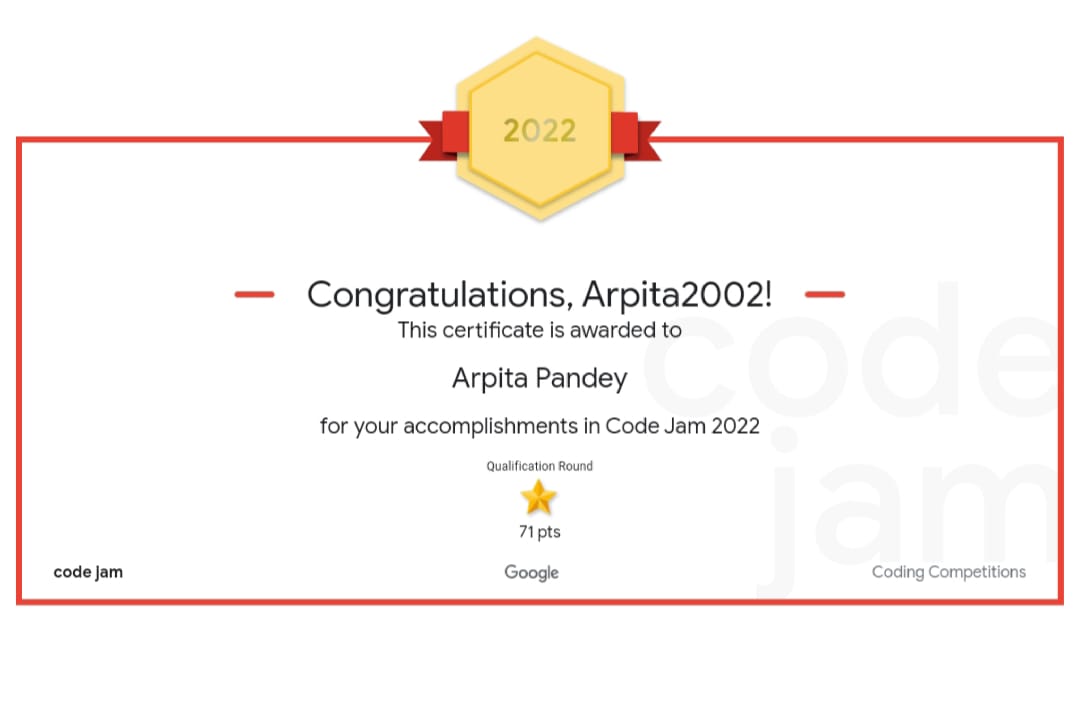 2022
Congratulations, Arpita2002!
This certificate is awarded to
Arpita Pandey
for your accomplishments in Code Jam 2022
Qualification Round
71 pts
code jam
Google
Coding Competitions
code
jam